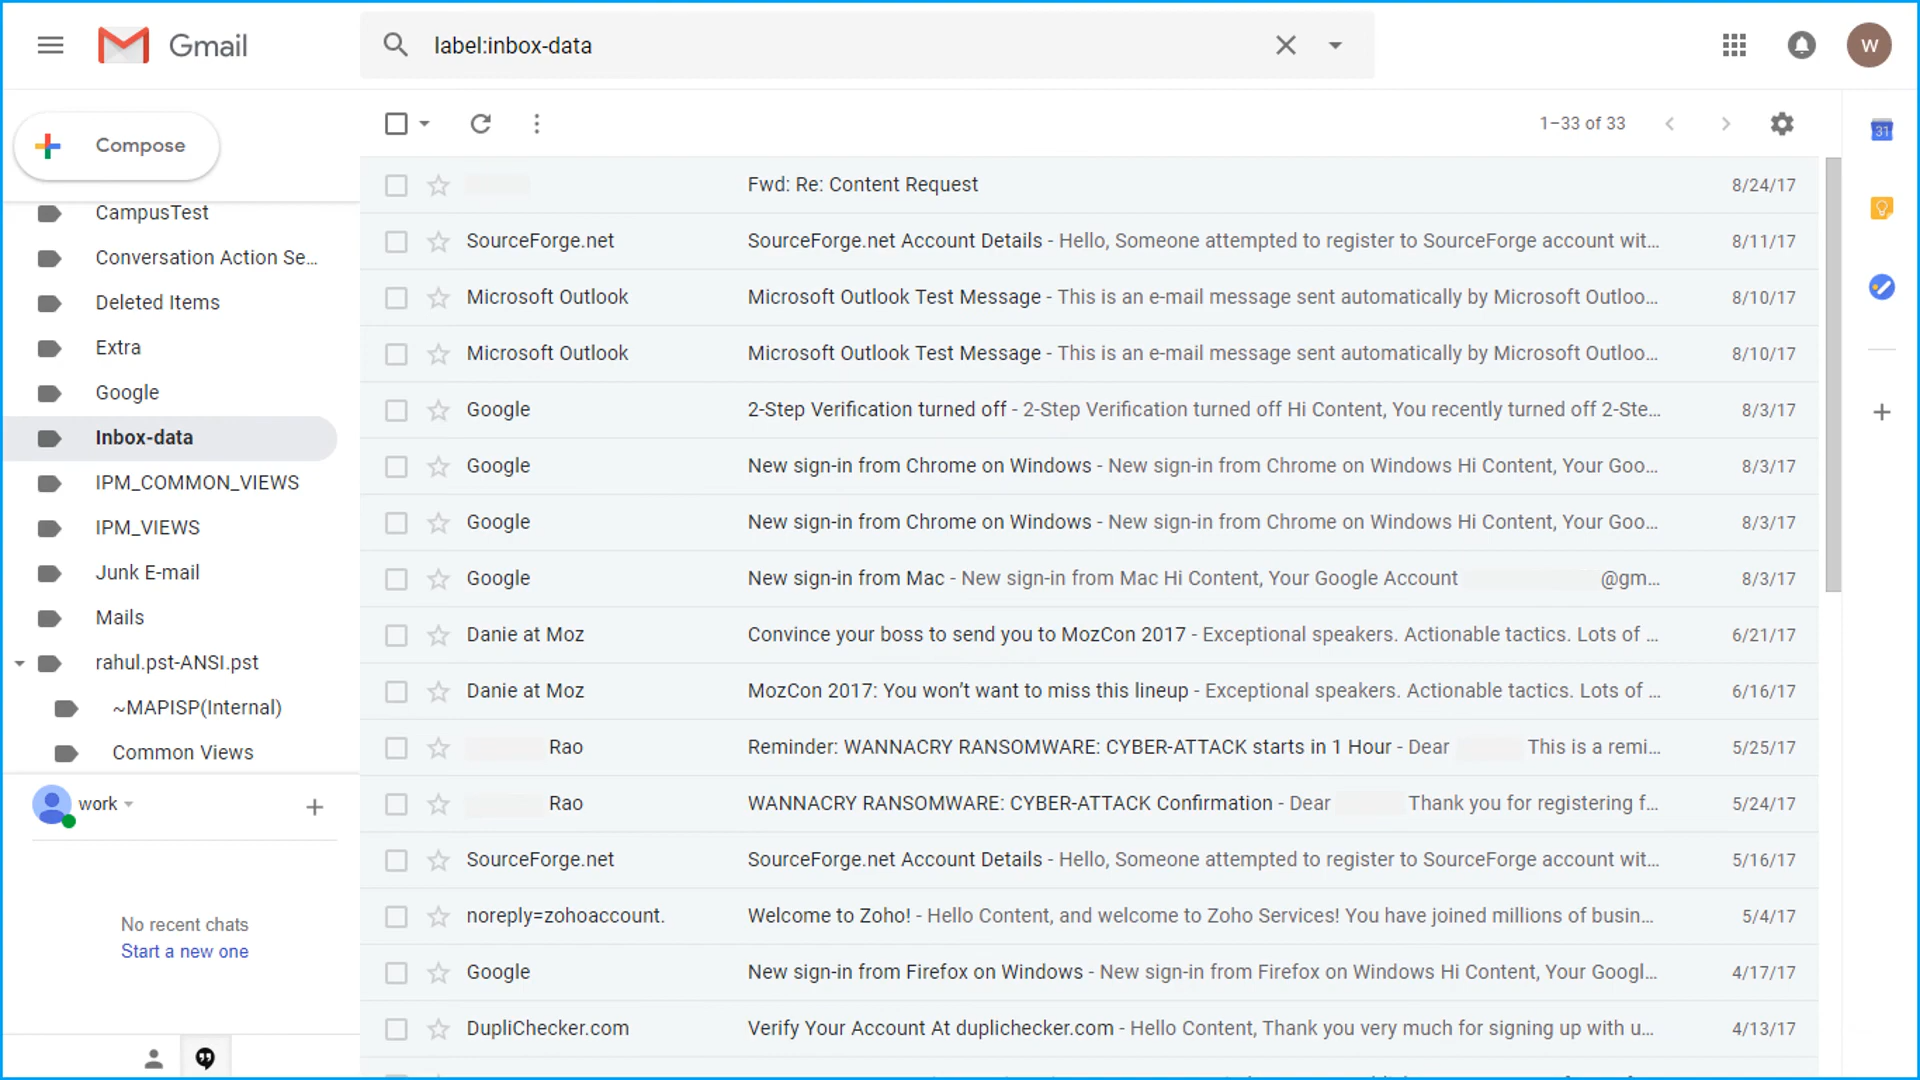 Gmail
label:inbox-data
W
Compose
1–33 of 33
31
CampusTest
Conversation Action Se...
Deleted Items
Extra
Google
Inbox-data
IPM_COMMON_VIEWS
IPM_VIEWS
Junk E-mail
Mails
rahul.pst-ANSI.pst
~MAPISP(Internal)
Common Views
work
No recent chats
Start a new one
Fwd: Re: Content Request 8/24/17
SourceForge.net SourceForge.net Account Details - Hello, Someone attempted to register to SourceForge account wit... 8/11/17
Microsoft Outlook Microsoft Outlook Test Message - This is an e-mail message sent automatically by Microsoft Outloo... 8/10/17
Microsoft Outlook Microsoft Outlook Test Message - This is an e-mail message sent automatically by Microsoft Outloo... 8/10/17
Google 2-Step Verification turned off - 2-Step Verification turned off Hi Content, You recently turned off 2-Ste... 8/3/17
Google New sign-in from Chrome on Windows - New sign-in from Chrome on Windows Hi Content, Your Goo... 8/3/17
Google New sign-in from Chrome on Windows - New sign-in from Chrome on Windows Hi Content, Your Goo... 8/3/17
Google New sign-in from Mac - New sign-in from Mac Hi Content, Your Google Account @gm... 8/3/17
Danie at Moz Convince your boss to send you to MozCon 2017 - Exceptional speakers. Actionable tactics. Lots of ... 6/21/17
Danie at Moz MozCon 2017: You won’t want to miss this lineup - Exceptional speakers. Actionable tactics. Lots of ... 6/16/17
Rao Reminder: WANNACRY RANSOMWARE: CYBER-ATTACK starts in 1 Hour - Dear This is a remi... 5/25/17
Rao WANNACRY RANSOMWARE: CYBER-ATTACK Confirmation - Dear Thank you for registering f... 5/24/17
SourceForge.net SourceForge.net Account Details - Hello, Someone attempted to register to SourceForge account wit... 5/16/17
noreply=zohoaccount. Welcome to Zoho! - Hello Content, and welcome to Zoho Services! You have joined millions of busin... 5/4/17
Google New sign-in from Firefox on Windows - New sign-in from Firefox on Windows Hi Content, Your Googl... 4/17/17
DupliChecker.com Verify Your Account At duplichecker.com - Hello Content, Thank you very much for signing up with u... 4/13/17